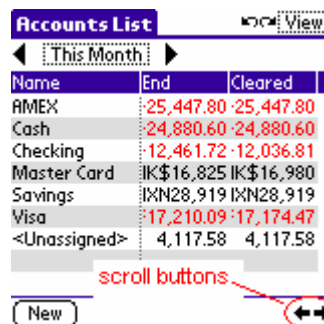 Accounts List View
This Month
Name End Cleared
AMEX -25,447.80 -25,447.80
Cash -24,880.60 -24,880.60
Checking -12,461.72 -12,036.81
Master Card IK$16,825 IK$16,980
Savings IXN28,919 IXN28,919
Visa -17,210.09 -17,174.47
<Unassigned> 4,117.58 4,117.58
scroll buttons
New